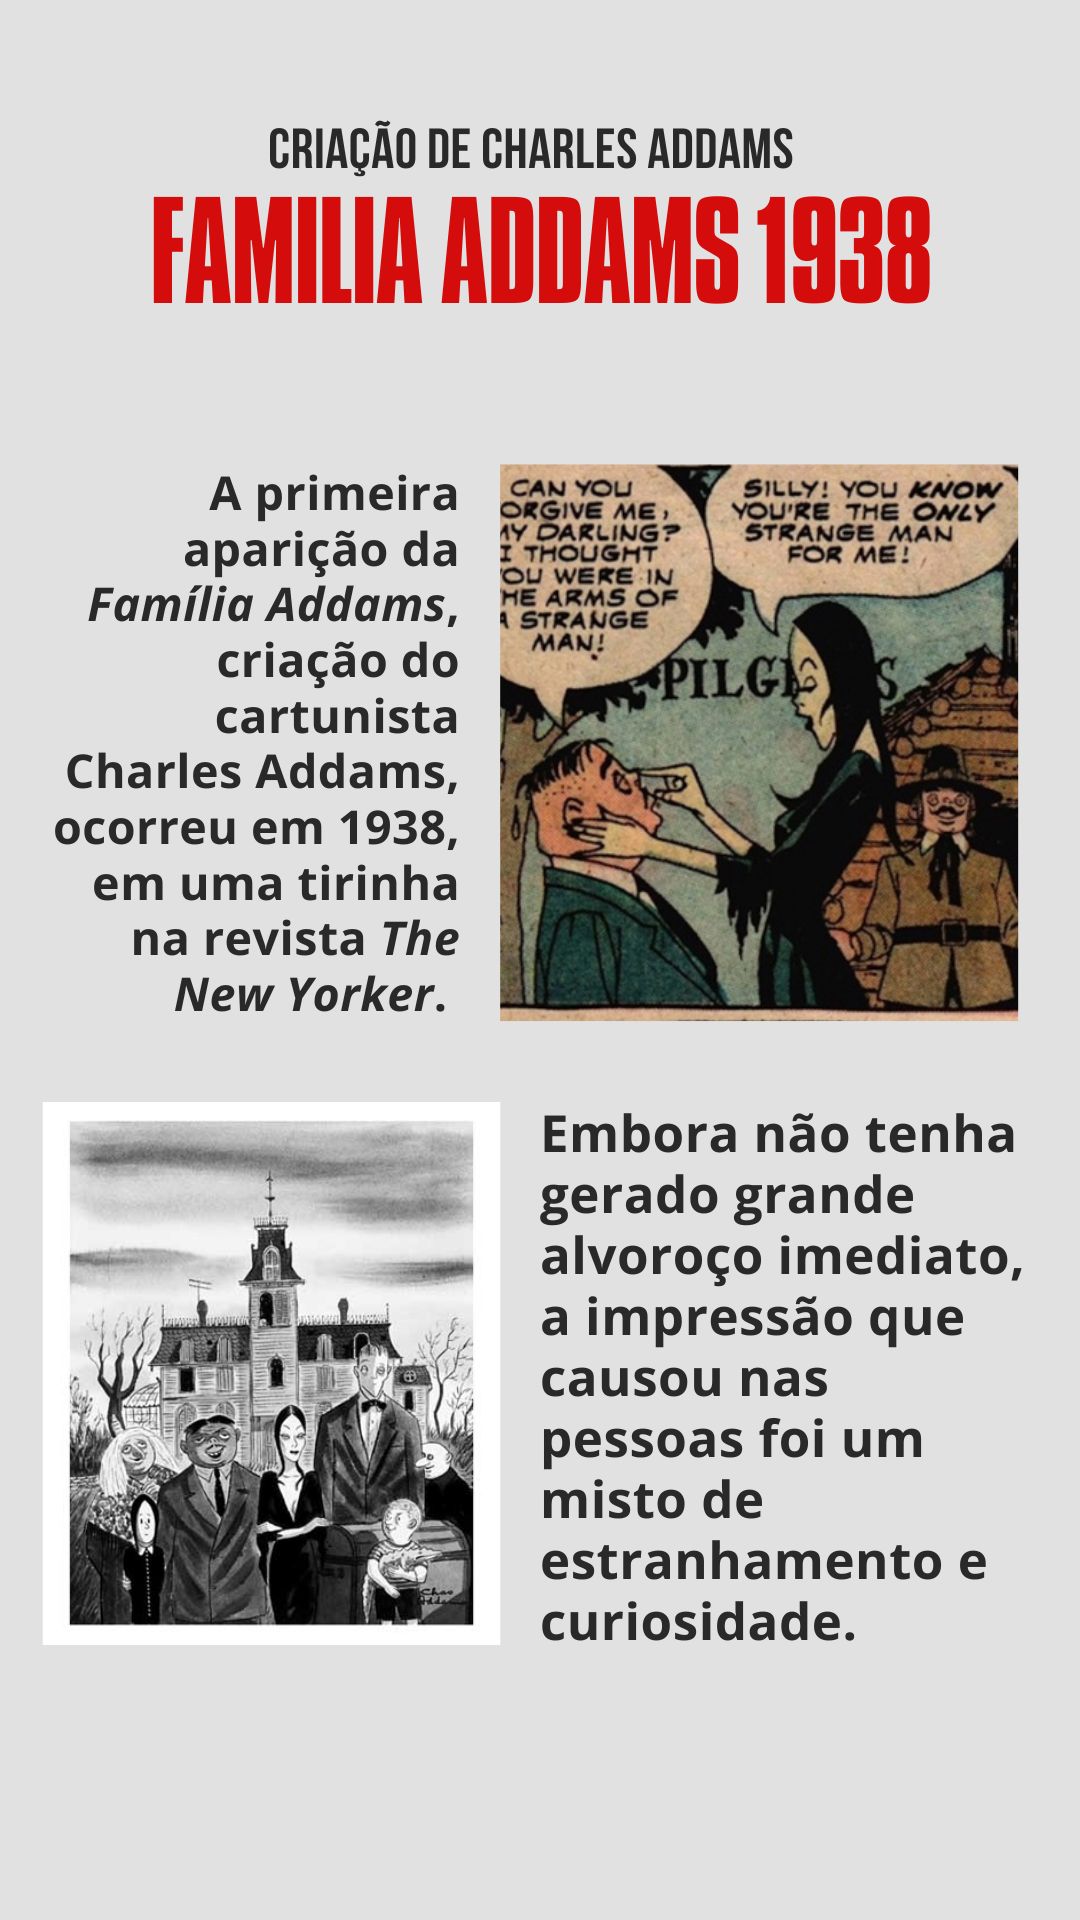 CRIAÇÃO DE CHARLES ADDAMS
FAMILIA ADDAMS 1938
A primeira
aparição da
Família Addams,
criação do
cartunista
Charles Addams,
ocorreu em 1938,
em uma tirinha
na revista The
New Yorker.
CAN YOU
ORGIVE ME,
MY DARLING?
I THOUGHT
OU WERE IN
HE ARMS OF
A STRANGE
MAN!
SILLY! YOU KNOW
YOU'RE THE ONLY
STRANGE MAN
FOR ME!
PILG S
Embora não tenha
gerado grande
alvoroço imediato,
a impressão que
causou nas
pessoas foi um
misto de
estranhamento e
curiosidade.
Chas
Addams